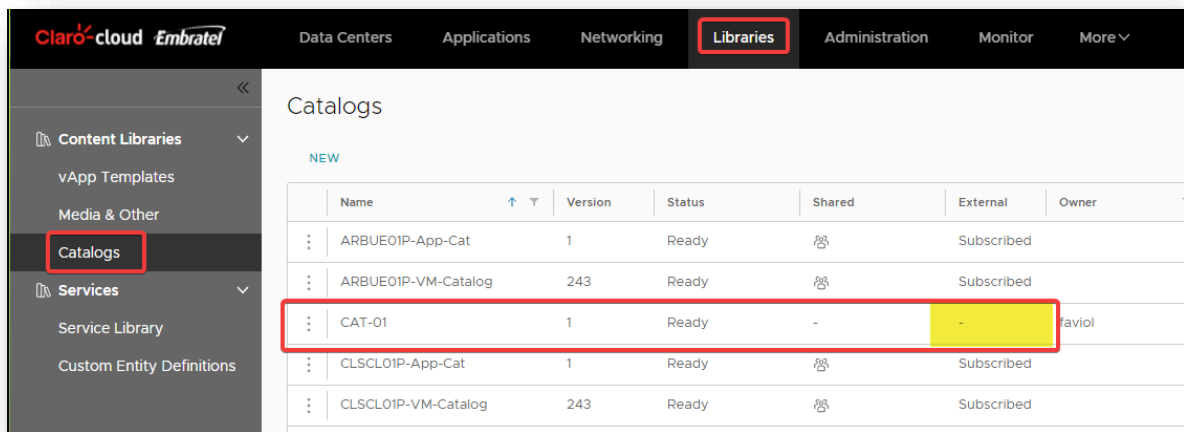 Claro-cloud Embratel Data Centers Applications Networking Libraries Administration Monitor More
Content Libraries
vApp Templates
Media & Other
Catalogs
Services
Service Library
Custom Entity Definitions
Catalogs
NEW
Name Version Status Shared External Owner
ARBUE01P-App-Cat 1 Ready Subscribed
ARBUE01P-VM-Catalog 243 Ready Subscribed
CAT-01 1 Ready - - faviol
CLSCL01P-App-Cat 1 Ready Subscribed
CLSCL01P-VM-Catalog 243 Ready Subscribed